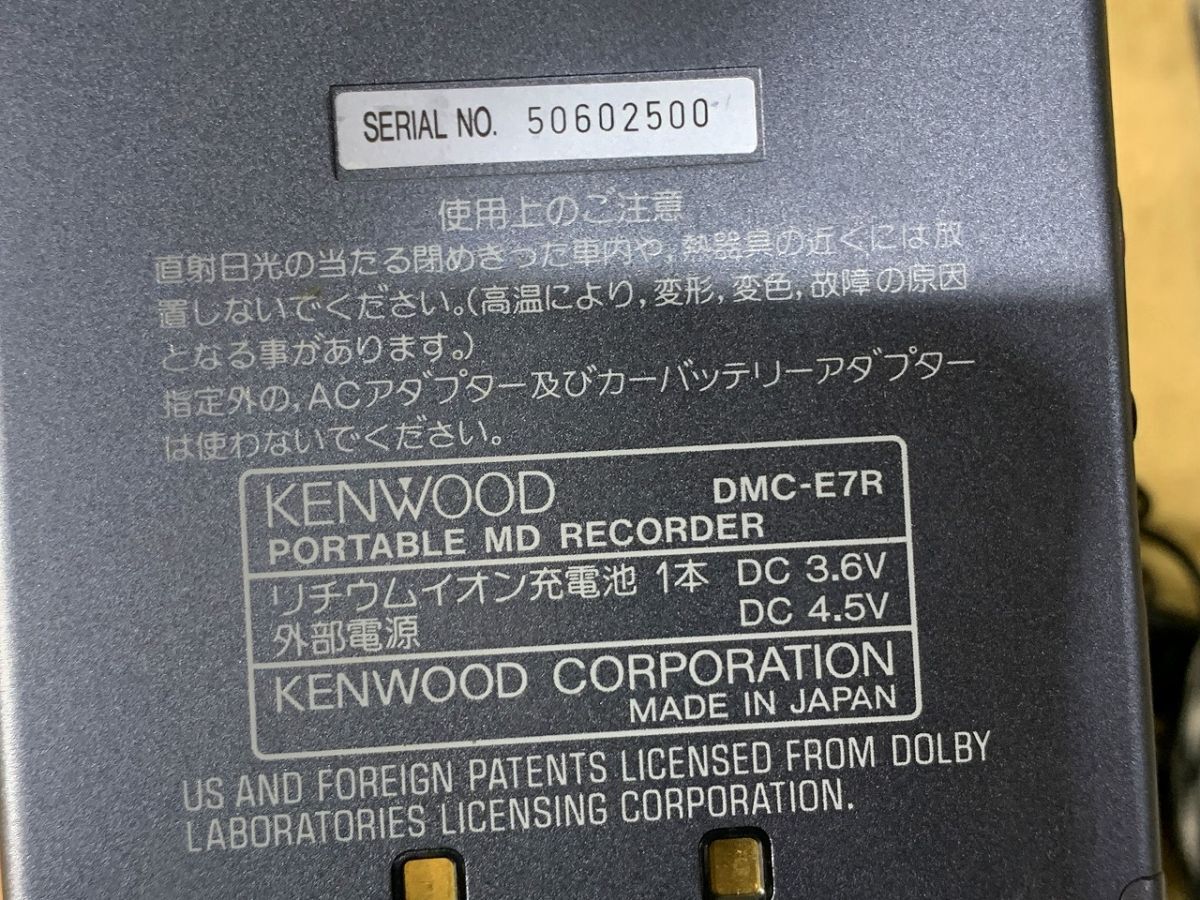 SERIAL NO. 50602500
使用上のご注意
直射日光の当たる閉めきった車内や,熱器具の近くには放
置しないでください。(高温により,変形,変色,故障の原因
となる事があります。)
指定外の,ACアダプター及びカーバッテリーアダプター
は使わないでください。
KENWOOD DMC-E7R
PORTABLE MD RECORDER
リチウムイオン充電池 1本 DC 3.6V
外部電源 DC 4.5V
KENWOOD CORPORATION
MADE IN JAPAN
US AND FOREIGN PATENTS LICENSED FROM DOLBY
LABORATORIES LICENSING CORPORATION.